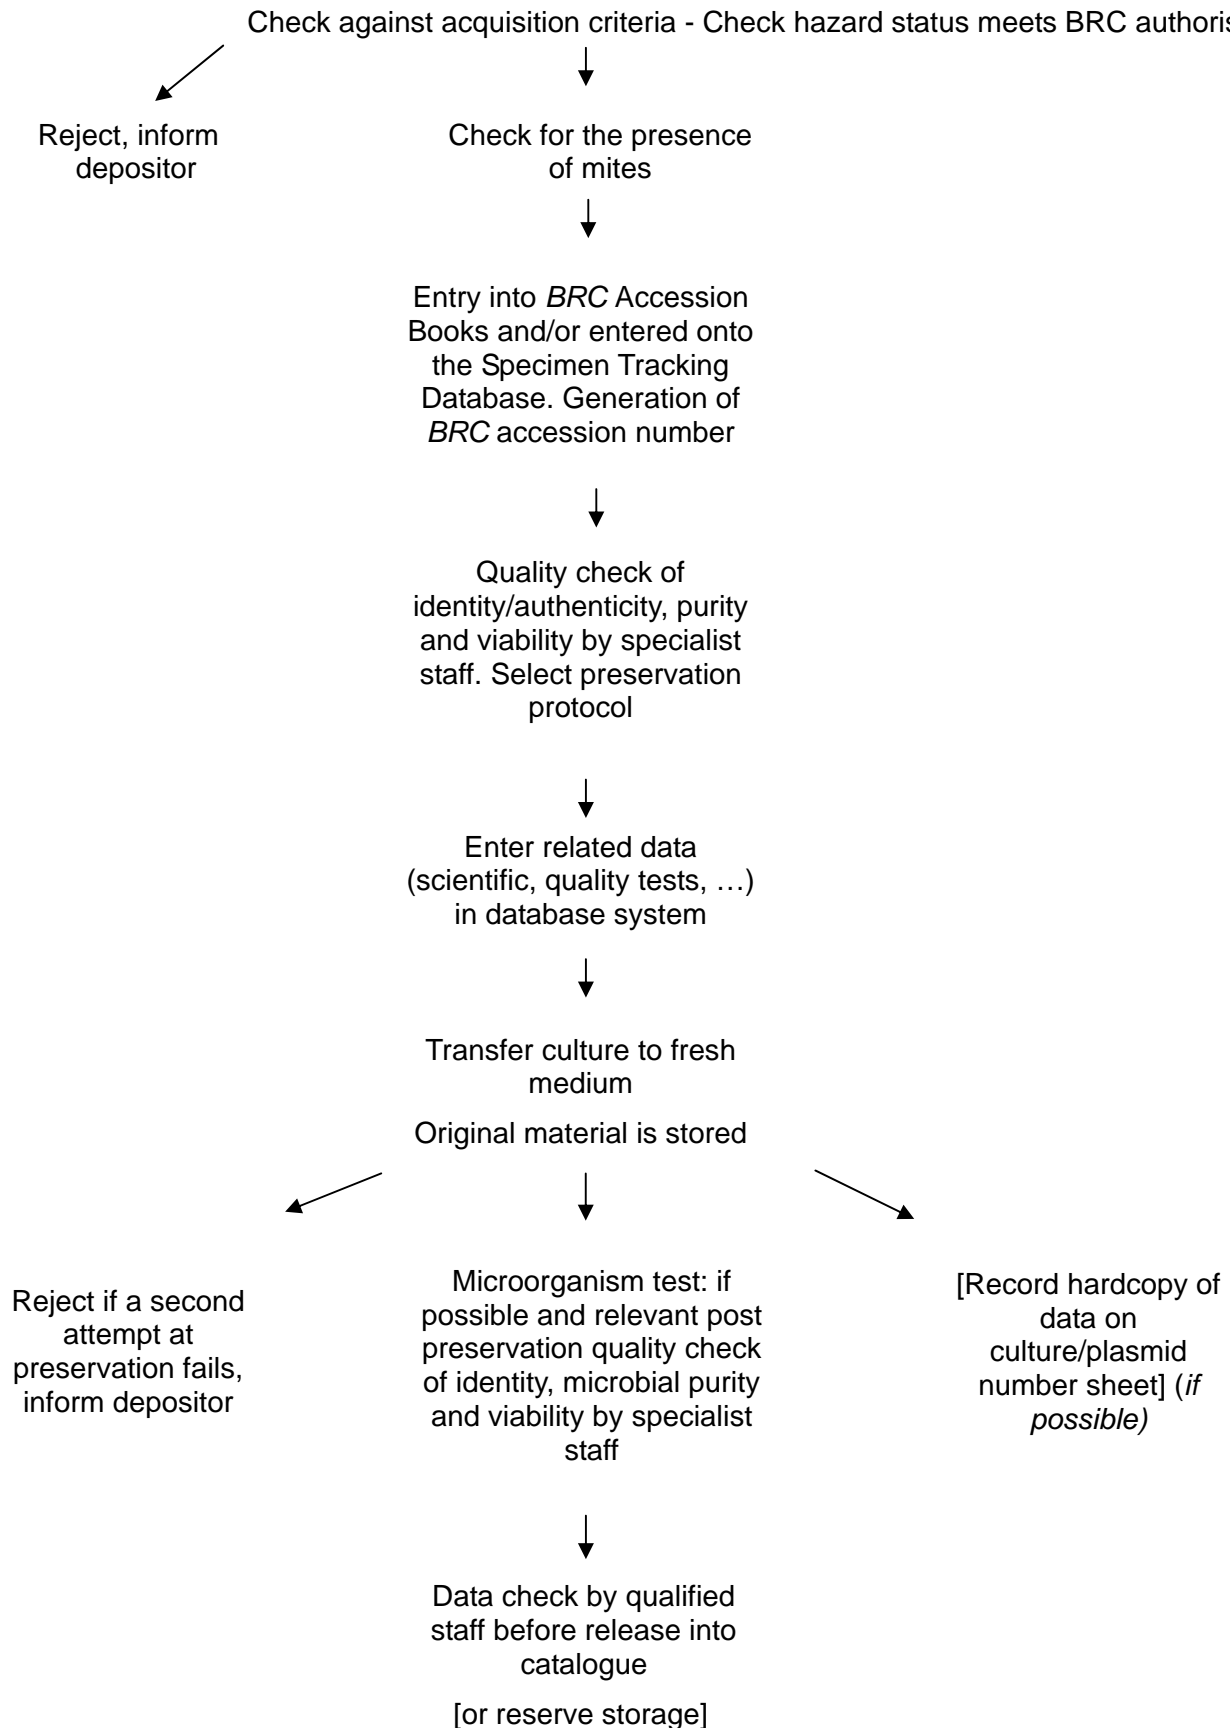 Check against acquisition criteria - Check hazard status meets BRC
Reject, inform
depositor
Check for the presence
of mites
Entry into BRC Accession
Books and/or entered onto
the Specimen Tracking
Database. Generation of
BRC accession number
Quality check of
identity/authenticity, purity
and viability by specialist
staff. Select preservation
protocol
Enter related data
(scientific, quality tests, …)
in database system
Transfer culture to fresh
medium
Original material is stored
Reject if a second
attempt at
preservation fails,
inform depositor
Microorganism test: if
possible and relevant post
preservation quality check
of identity, microbial purity
and viability by specialist
staff
[Record hardcopy of
data on
culture/plasmid
number sheet] (if
possible)
Data check by qualified
staff before release into
catalogue
[or reserve storage]